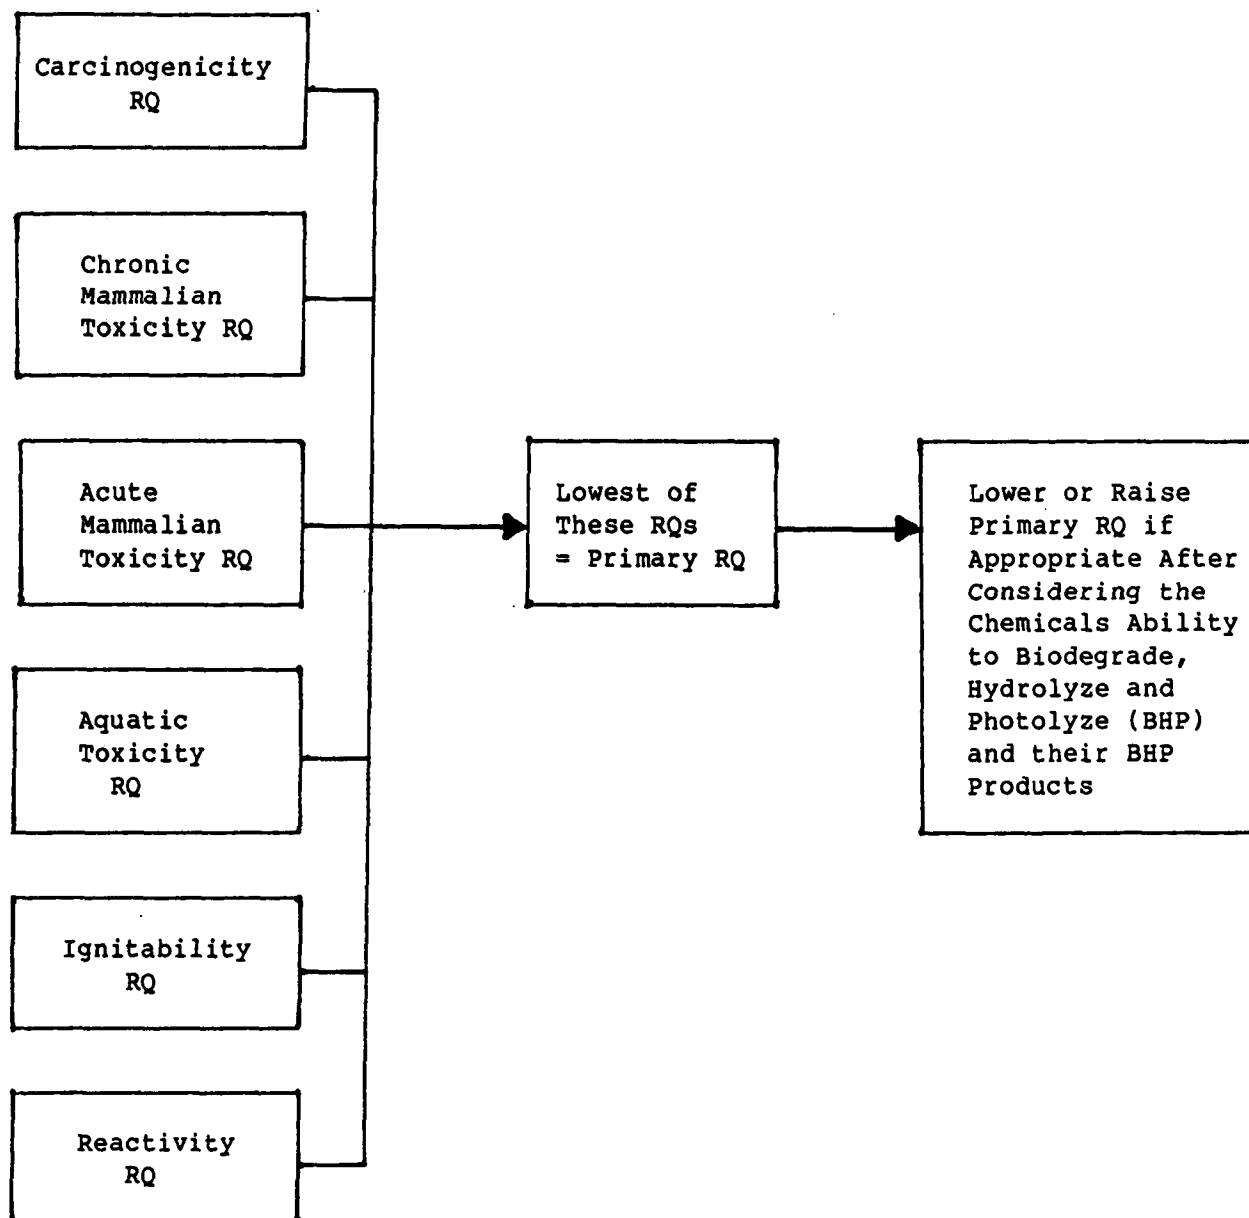 Carcinogenicity
RQ
Chronic
Mammalian
Toxicity RQ
Acute
Mammalian
Toxicity RQ
Aquatic
Toxicity
RQ
Ignitability
RQ
Reactivity
RQ
Lowest of
These RQs
= Primary RQ
Lower or Raise
Primary RQ if
Appropriate After
Considering the
Chemicals Ability
to Biodegrade,
Hydrolyze and
Photolyze (BHP)
and their BHP
Products